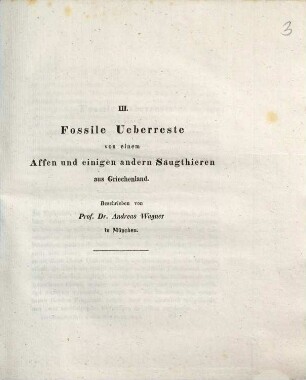 3
III.
Fossile Ueberreste
von einem
Affen und einigen andern Säugthieren
aus Griechenland.
Beschrieben von
Prof. Dr. Andreas Wagner
in München.